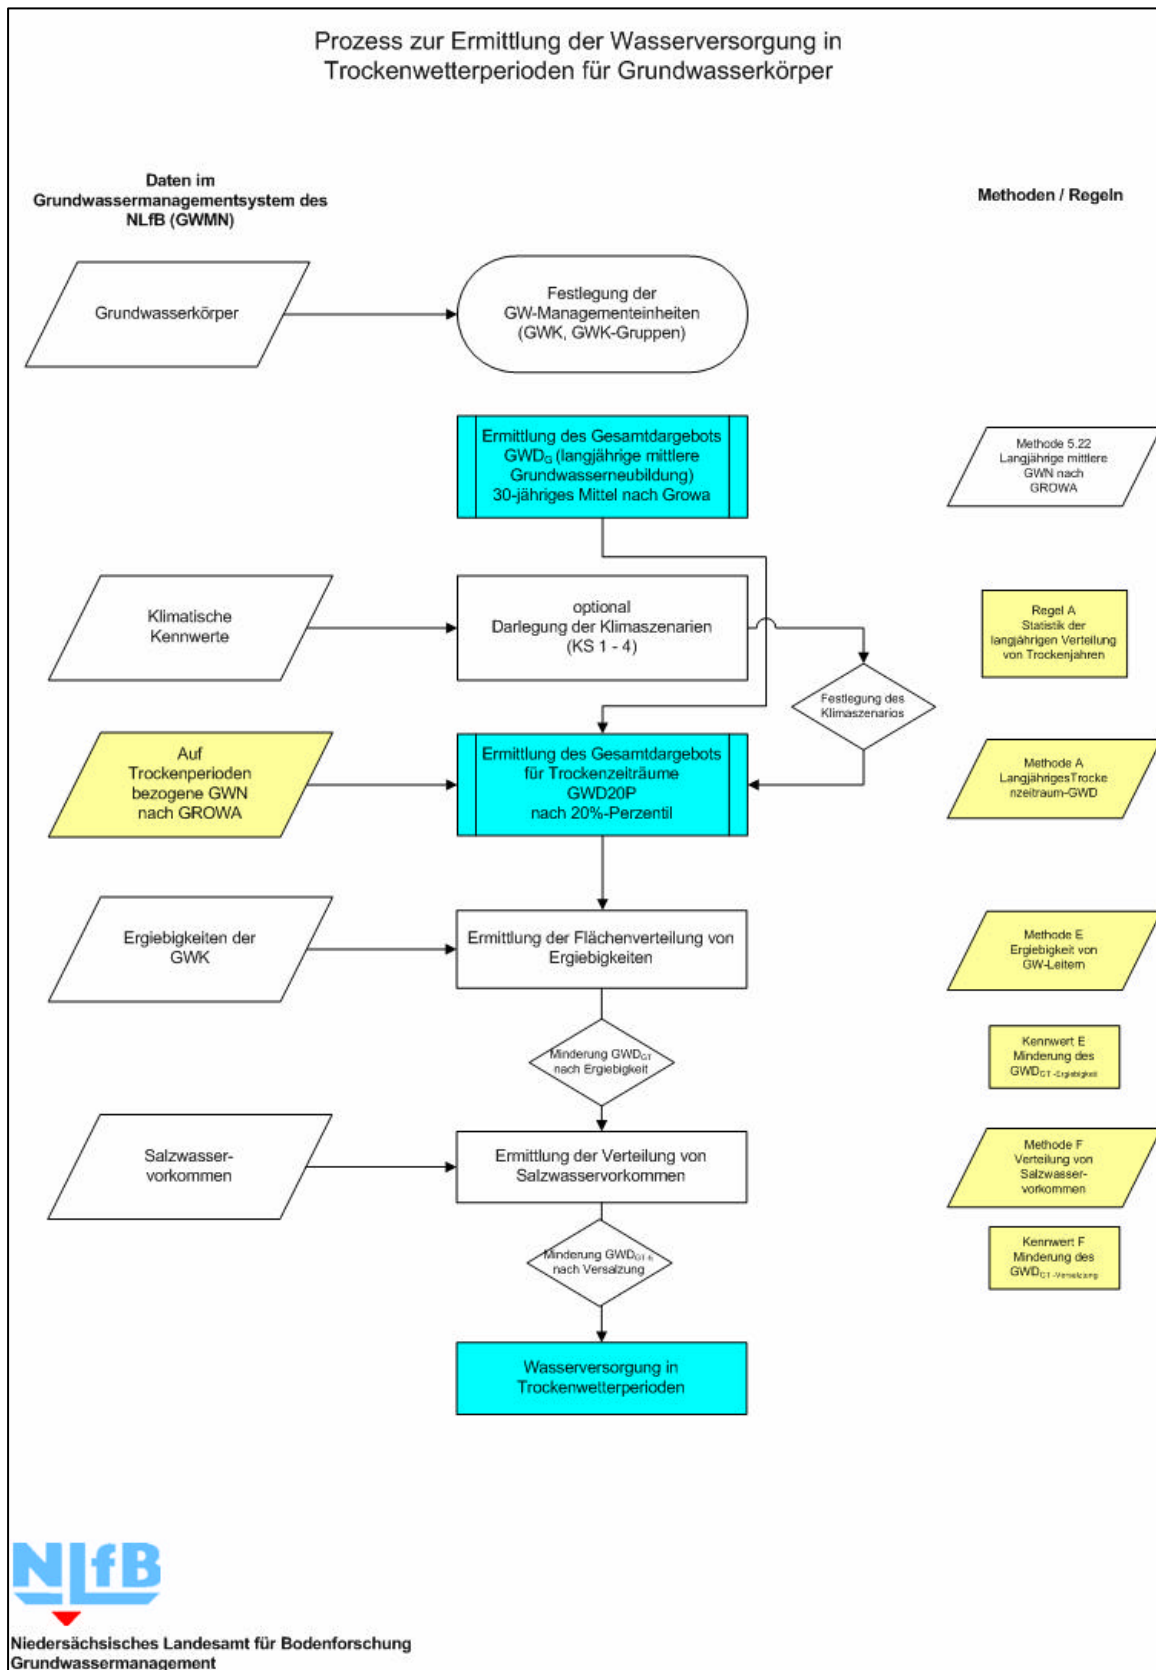 Prozess zur Ermittlung der Wasserversorgung in
Trockenwetterperioden für Grundwasserkörper
Daten im
Grundwassermanagementsystem des
NLfB (GWMN)
Methoden / Regeln
Grundwasserkörper
Festlegung der
GW-Managementeinheiten
(GWK, GWK-Gruppen)
Ermittlung des Gesamtdargebots
GWDG (langjährige mittlere
Grundwasserneubildung)
30-jähriges Mittel nach Growa
Methode 5.22
Langjährige mittlere
GWN nach
GROWA
Klimatische
Kennwerte
optional
Darlegung der Klimaszenarien
(KS 1 - 4)
Regel A
Statistik der
langjährigen Verteilung
von Trockenjahren
Festlegung des
Klimaszenarios
Auf
Trockenperioden
bezogene GWN
nach GROWA
Ermittlung des Gesamtdargebots
für Trockenzeiträume
GWD20P
nach 20%-Perzentil
Methode A
LangjährigesTrocke
nzeitraum-GWD
Ergiebigkeiten der
GWK
Ermittlung der Flächenverteilung von
Ergiebigkeiten
Methode E
Ergiebigkeit von
GW-Leitern
Minderung GWDGT
nach Ergiebigkeit
Kennwert E
Minderung des
GWDGT -Ergiebigkeit
Salzwasser-
vorkommen
Ermittlung der Verteilung von
Salzwasservorkommen
Methode F
Verteilung von
Salzwasser-
vorkommen
Minderung
nach Versalzung
Kennwert F
Minderung des
GWDGT -Versalzung
Wasserversorgung in
Trockenwetterperioden
NLfB
Niedersächsisches Landesamt für Bodenforschung
Grundwassermanagement